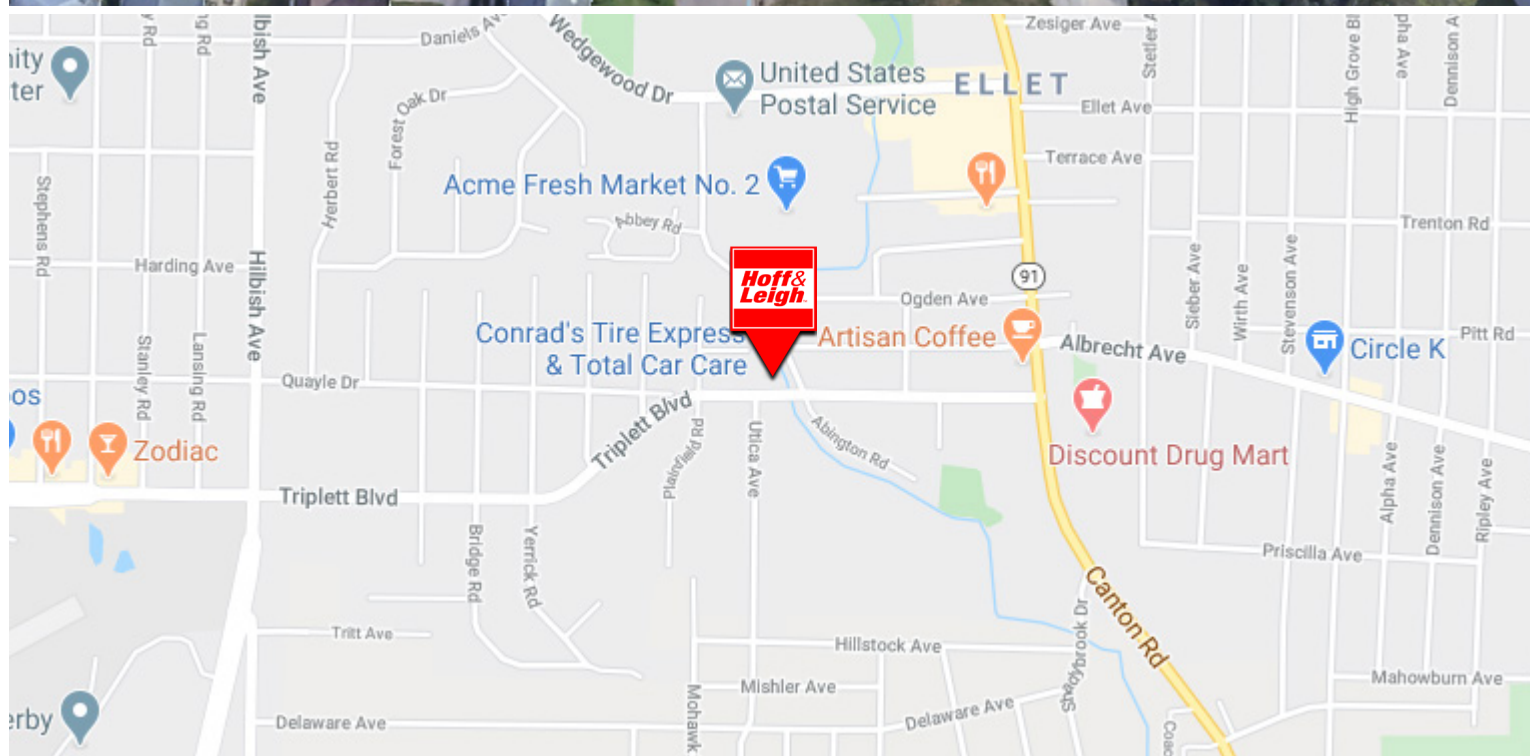 Zesiger Ave
Daniels Av
Wedgewood Dr
Hilbish Ave
United States
Postal Service
ELLET
Ellet Ave
High Grove Bl
Dennison A
Forest Oak Dr
Herbert Rd
Terrace Ave
Acme Fresh Market No. 2
Stephens Rd
Abbey Rd
Trenton Rd
Harding Ave
Hilbish Ave
Hoff&
Leigh
91
Ogden Ave
Sieber Ave
Wirth Ave
Stevenson Ave
Conrad's Tire Express
& Total Car Care
Artisan Coffee
Albrecht Ave
Circle K
Pitt Rd
Stanley Rd
Lansing Rd
Quayle Dr
Triplett Blvd
Plainfield Rd
Utica Ave
Abington Rd
Discount Drug Mart
Zodiac
Triplett Blvd
Alpha Ave
Dennison Ave
Ripley Ave
Bridge Rd
Yerrick Rd
Priscilla Ave
Canton Rd
Tritt Ave
Hillstock Ave
Shadybrook Dr
Mishler Ave
Mahowburn Ave
Mohawk
Delaware Ave
Delaware Ave